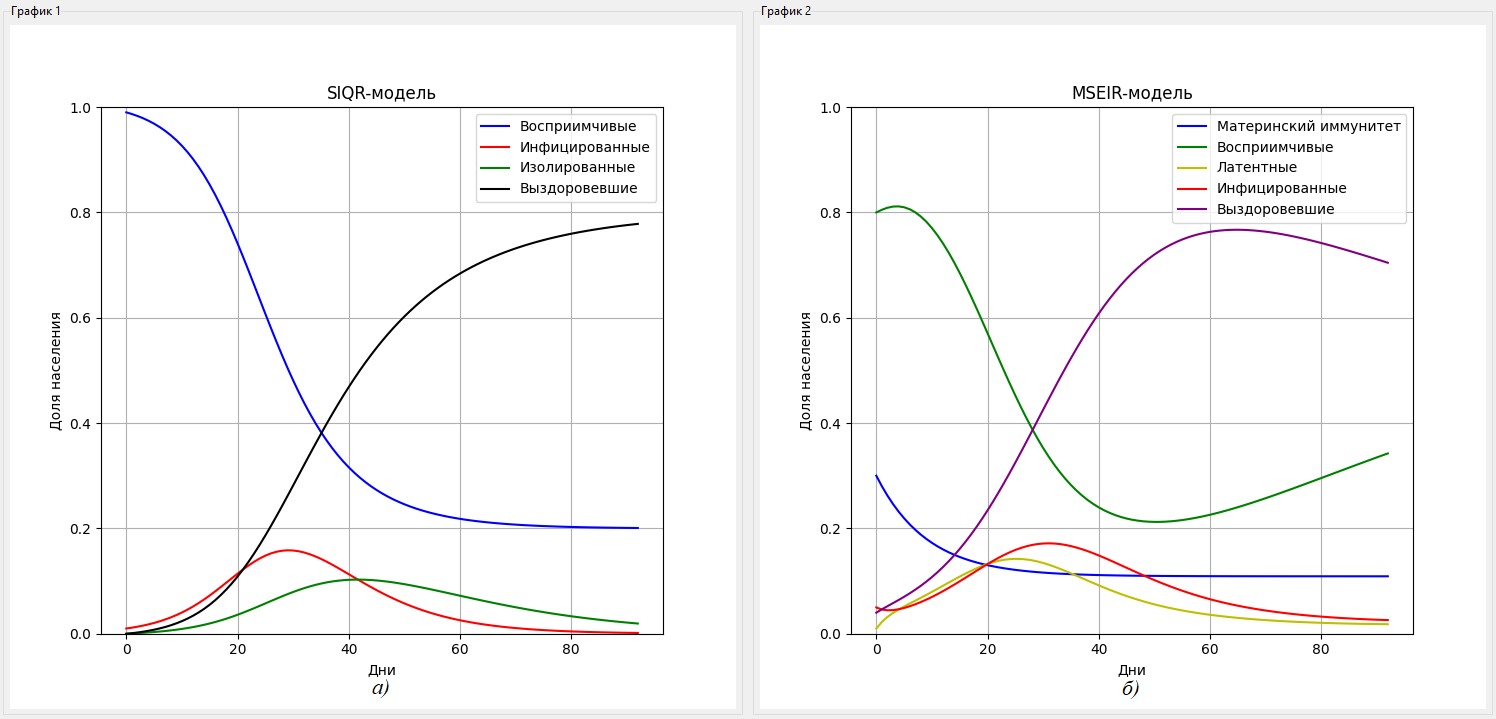 График 1
SIQR-модель
1.0
0.8
0.6
0.4
0.2
0.0
Доля населения
Восприимчивые
Инфицированные
Изолированные
Выздоровевшие
0 20 40 60 80
Дни
а)
График 2
MSEIR-модель
1.0
0.8
0.6
0.4
0.2
0.0
Доля населения
Материнский иммунитет
Восприимчивые
Латентные
Инфицированные
Выздоровевшие
0 20 40 60 80
Дни
б)